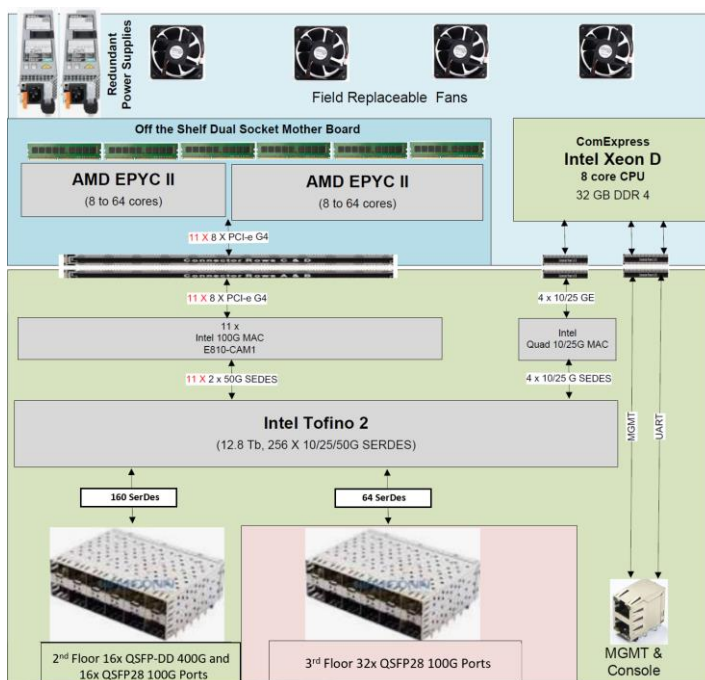 Redundant
Power Supplies
Field Replaceable Fans
Off the Shelf Dual Socket Mother Board
AMD EPYC II
(8 to 64 cores)
AMD EPYC II
(8 to 64 cores)
ComExpress
Intel Xeon D
8 core CPU
32 GB DDR 4
11 X 8 X PCI-e G4
Connector Rows C & D
Connector Rows A & B
11 X 8 X PCI-e G4
4 x 10/25 GE
11 x
Intel 100G MAC
E810-CAM1
Intel
Quad 10/25G MAC
11 X 2 x 50G SEDES
4 x 10/25 G SEDES
MGMT
UART
Intel Tofino 2
(12.8 Tb, 256 X 10/25/50G SERDES)
160 SerDes
64 SerDes
2nd Floor 16x QSFP-DD 400G and
16x QSFP28 100G Ports
3rd Floor 32x QSFP28 100G Ports
MGMT &
Console